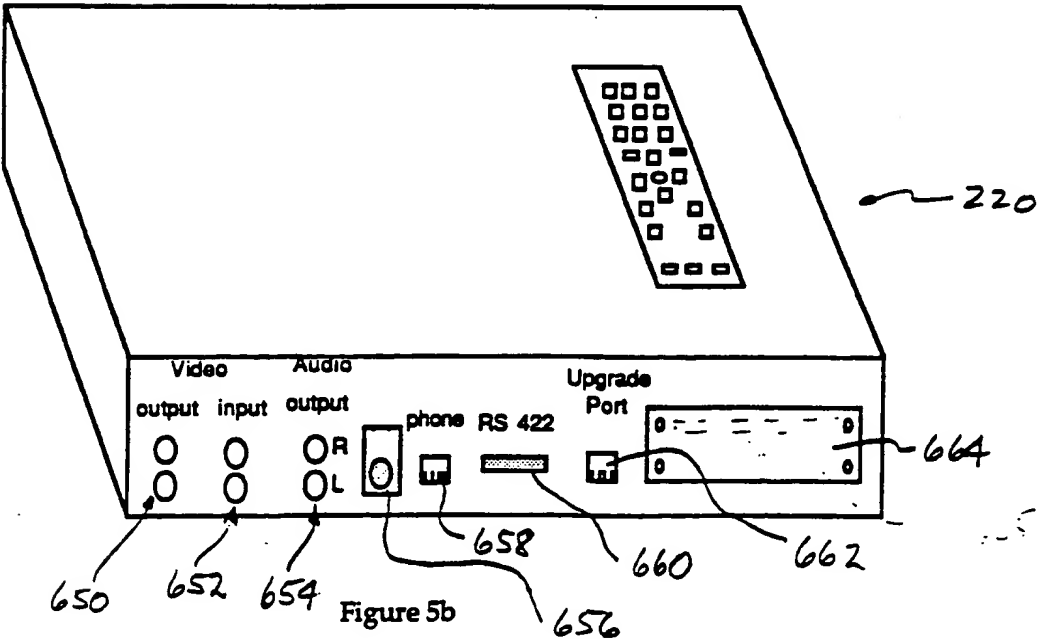 220
Video
Audio
Upgrade
output
input
output
Port
phone
RS 422
R
L
664
658
660
662
650
652
654
656
Figure 5b